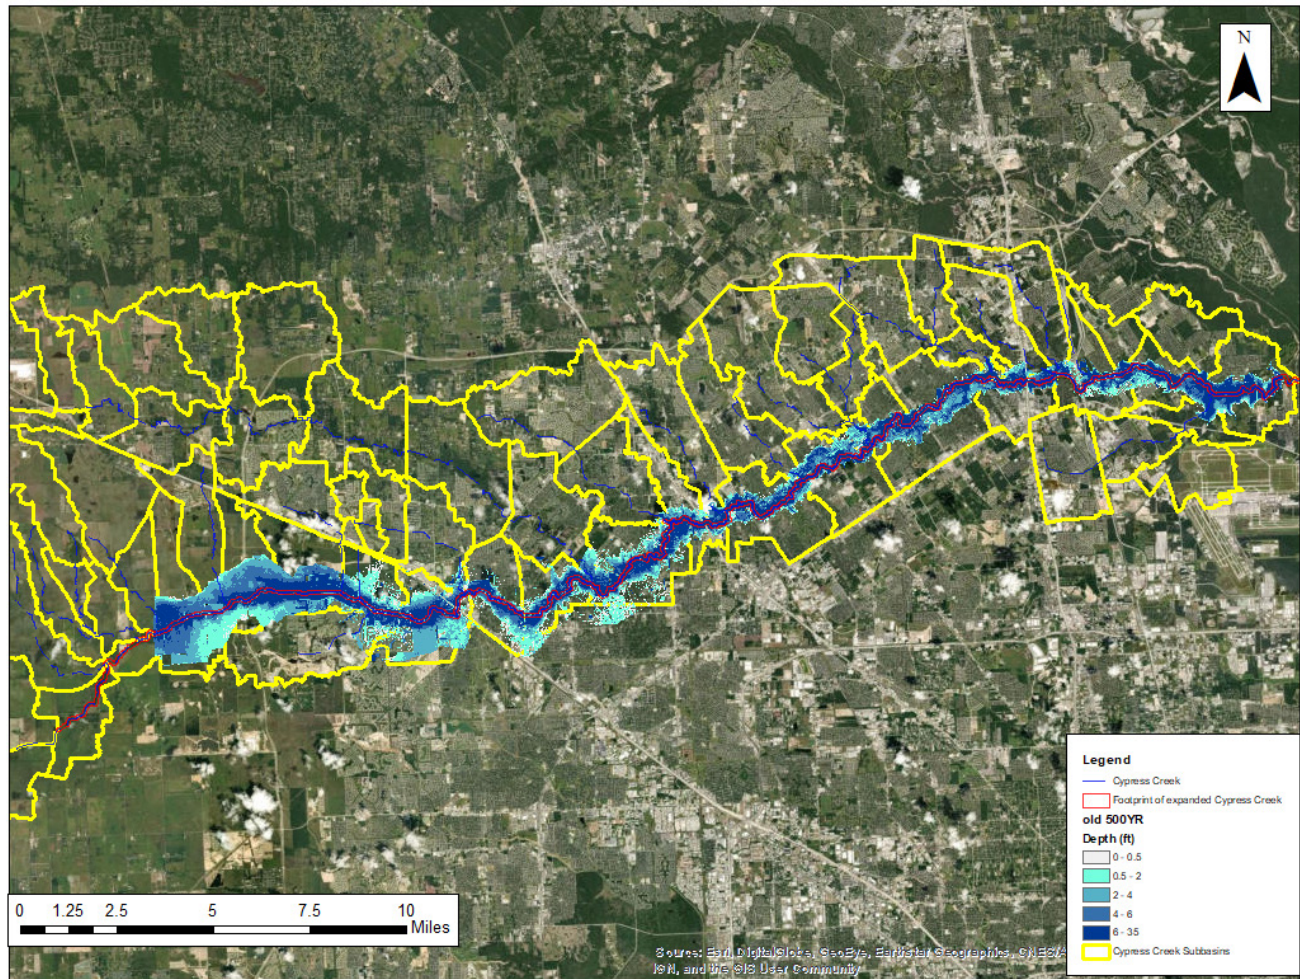 N
Legend
Cypress Creek
Footprint of expanded Cypress Creek
old 500YR
Depth (ft)
0 - 0.5
0.5 - 2
2 - 4
4 - 6
6 - 35
Cypress Creek Subbasins
0 1.25 2.5 5 7.5 10
Miles
Source: Esri, DigitalGlobe, GeoEye, Earthstar Geographics, CNES/A
IGN, and the GIS User Community